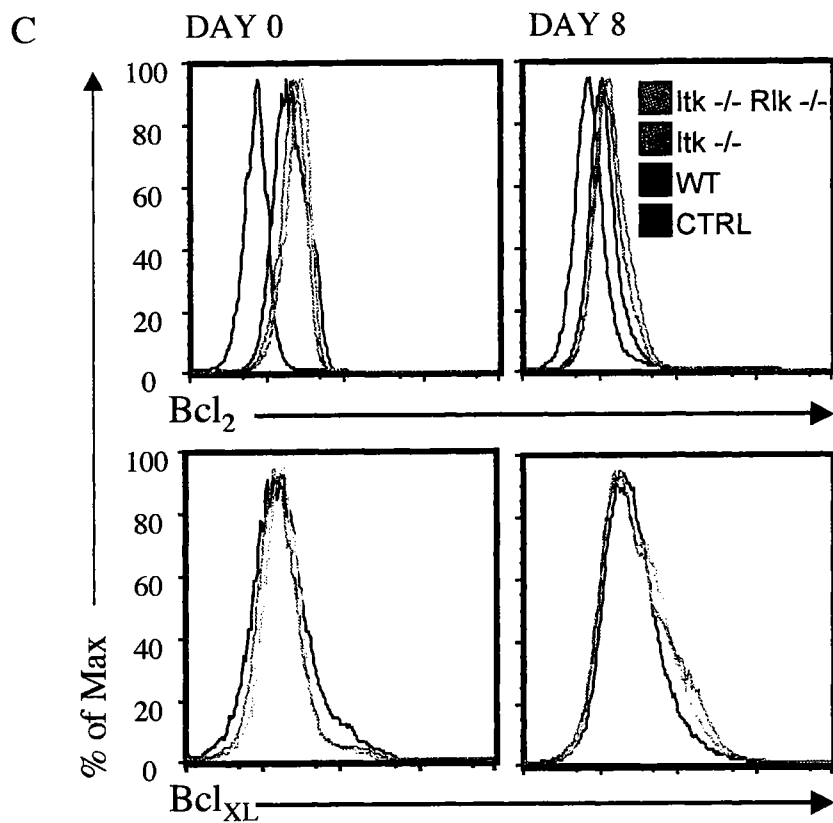 C
DAY 0
DAY 8
100
80
60
40
20
0
Itk -/- Rlk -/-
Itk -/-
WT
CTRL
Bcl2
100
80
60
40
20
0
% of Max
BclXL